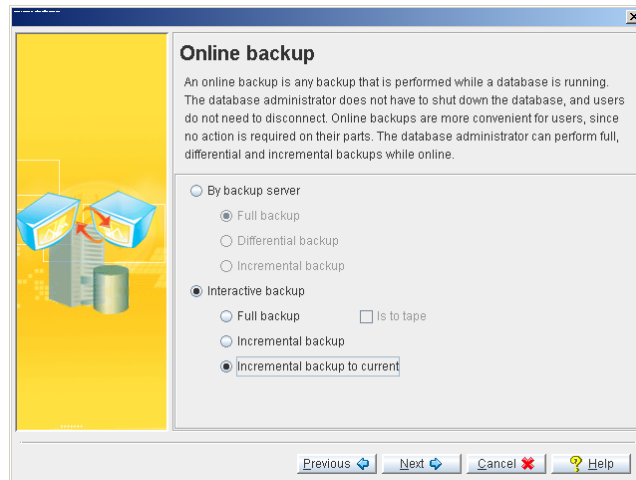 Online backup
An online backup is any backup that is performed while a database is running.
The database administrator does not have to shut down the database, and users
do not need to disconnect. Online backups are more convenient for users, since
no action is required on their parts. The database administrator can perform full,
differential and incremental backups while online.
By backup server
Full backup
Differential backup
Incremental backup
Interactive backup
Full backup Is to tape
Incremental backup
Incremental backup to current
Previous Next Cancel Help